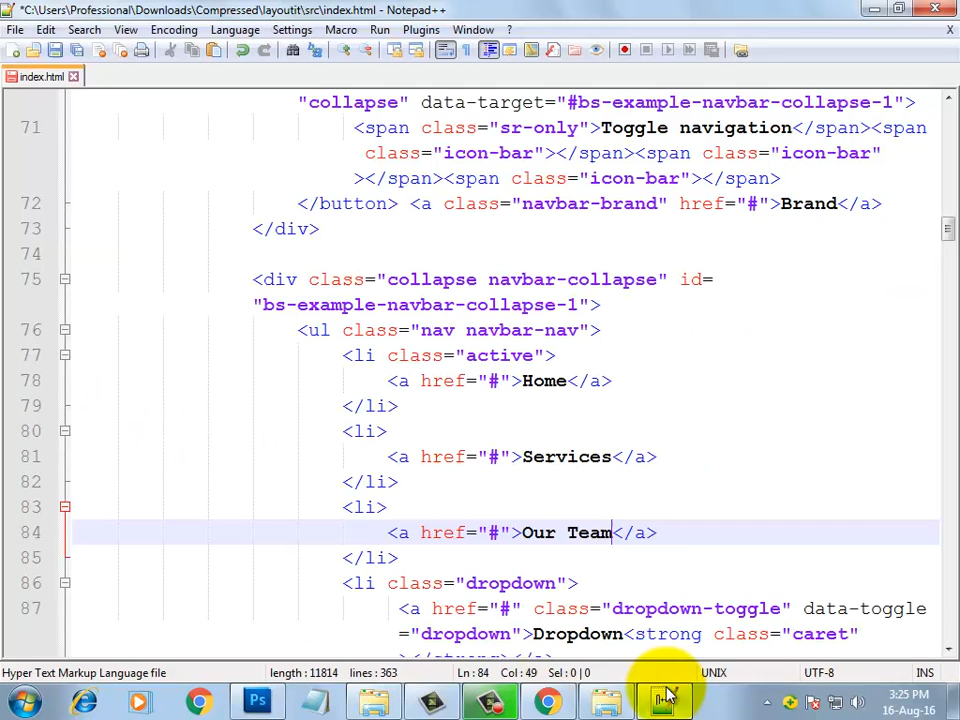 *C:\Users\Professional\Downloads\Compressed\layoutit\src\index.html - Notepad++
File Edit Search View Encoding Language Settings Macro Run Plugins Window ? X
index.html
"collapse" data-target="#bs-example-navbar-collapse-1">
71 <span class="sr-only">Toggle navigation</span><span
class="icon-bar"></span><span class="icon-bar"
></span><span class="icon-bar"></span>
72 </button> <a class="navbar-brand" href="#">Brand</a>
73 </div>
74
75 <div class="collapse navbar-collapse" id=
"bs-example-navbar-collapse-1">
76 <ul class="nav navbar-nav">
77 <li class="active">
78 <a href="#">Home</a>
79 </li>
80 <li>
81 <a href="#">Services</a>
82 </li>
83 <li>
84 <a href="#">Our Team</a>
85 </li>
86 <li class="dropdown">
87 <a href="#" class="dropdown-toggle" data-toggle
="dropdown">Dropdown<strong class="caret"
></strong></a>
Hyper Text Markup Language file length : 11814 lines : 363 Ln : 84 Col : 49 Sel : 0 | 0 UNIX UTF-8 INS
Ps
3:25 PM
16-Aug-16